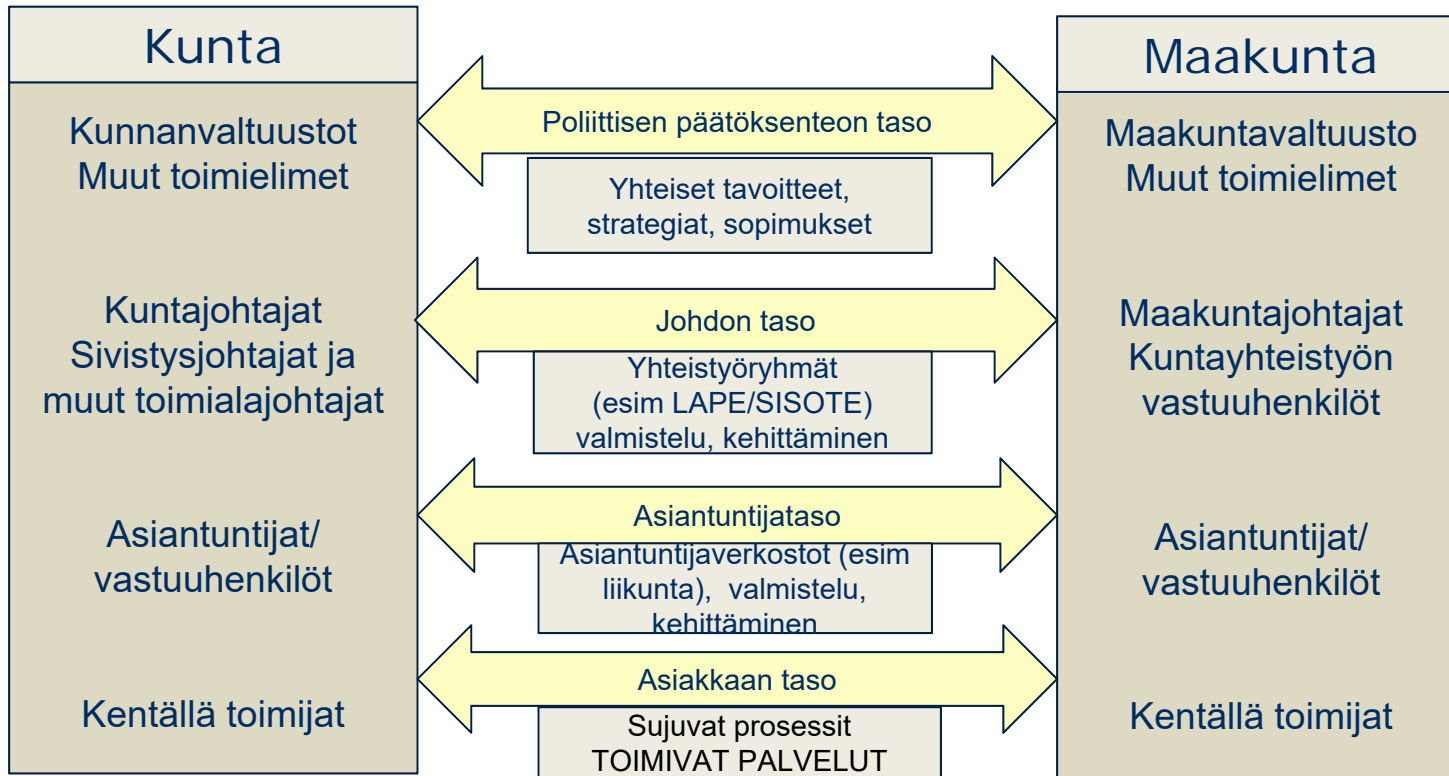 Kunta
Kunnanvaltuustot
Muut toimielimet
Kuntajohtajat
Sivistysjohtajat ja
muut toimialajohtajat
Asiantuntijat/
vastuuhenkilöt
Kentällä toimijat
Poliittisen päätöksenteon taso
Yhteiset tavoitteet,
strategiat, sopimukset
Johdon taso
Yhteistyöryhmät
(esim LAPE/SISOTE)
valmistelu, kehittäminen
Asiantuntijataso
Asiantuntijaverkostot (esim
liikunta), valmistelu,
kehittäminen
Asiakkaan taso
Sujuvat prosessit
TOIMIVAT PALVELUT
Maakunta
Maakuntavaltuusto
Muut toimielimet
Maakuntajohtajat
Kuntayhteistyön
vastuuhenkilöt
Asiantuntijat/
vastuuhenkilöt
Kentällä toimijat